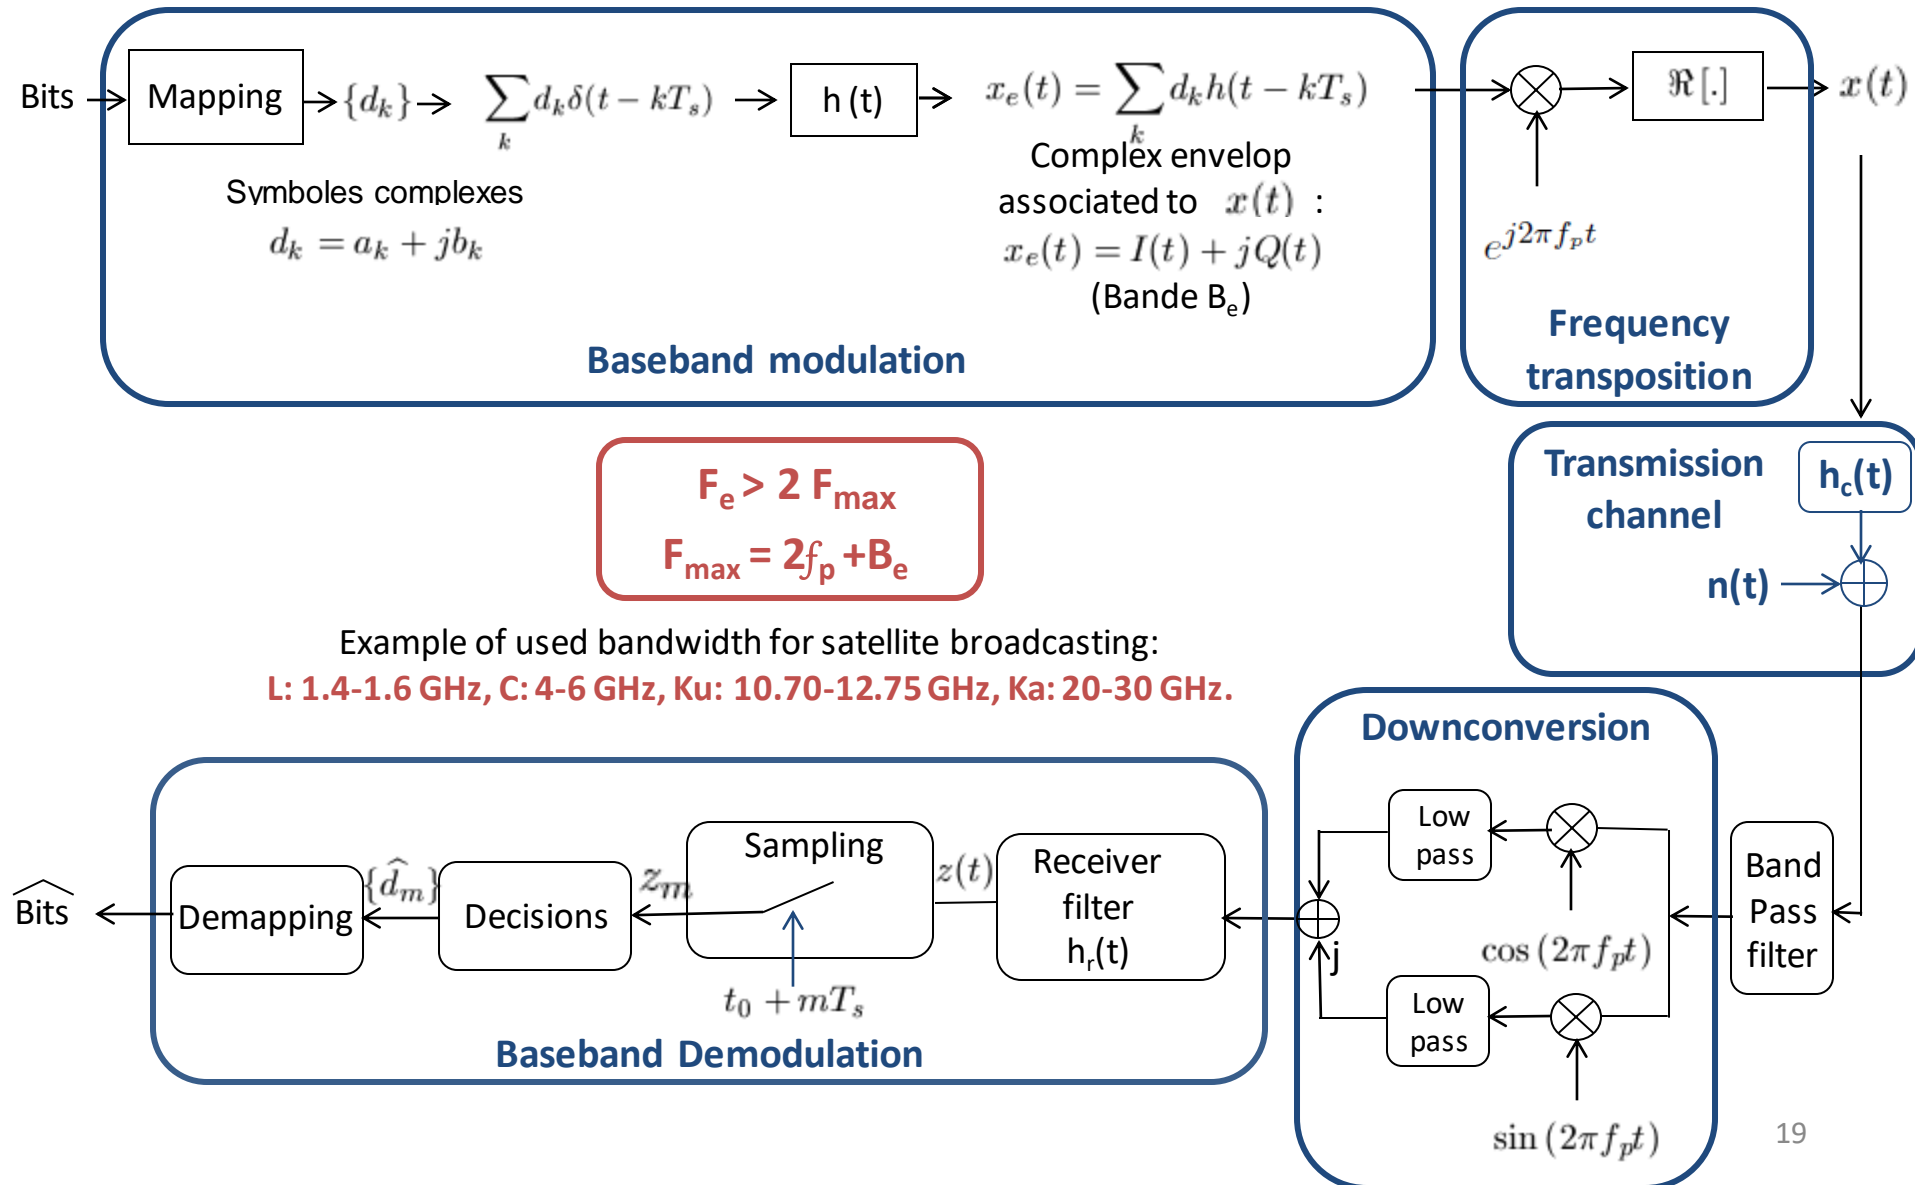 Bits
Mapping
{d_k}
∑_k d_k δ(t − kT_s)
h (t)
x_e(t) = ∑_k d_k h(t − kT_s)
ℜ[.]
x(t)
Symboles complexes
d_k = a_k + jb_k
Complex envelop
associated to x(t) :
x_e(t) = I(t) + jQ(t)
(Bande B_e)
e^{j2πf_p t}
Baseband modulation
Frequency
transposition
F_e > 2 F_max
F_max = 2f_p +B_e
Transmission
channel
h_c(t)
n(t)
Example of used bandwidth for satellite broadcasting:
L: 1.4-1.6 GHz, C: 4-6 GHz, Ku: 10.70-12.75 GHz, Ka: 20-30 GHz.
Downconversion
Low
pass
cos (2πf_p t)
j
Low
pass
sin (2πf_p t)
Band
Pass
filter
Receiver
filter
h_r(t)
z(t)
Sampling
t_0 + mT_s
z_m
Decisions
{\widehat{d}_m}
Demapping
\widehat{Bits}
Baseband Demodulation
19